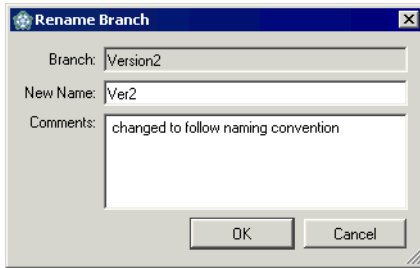 Rename Branch
Branch: Version2
New Name: Ver2
Comments: changed to follow naming convention
OK Cancel